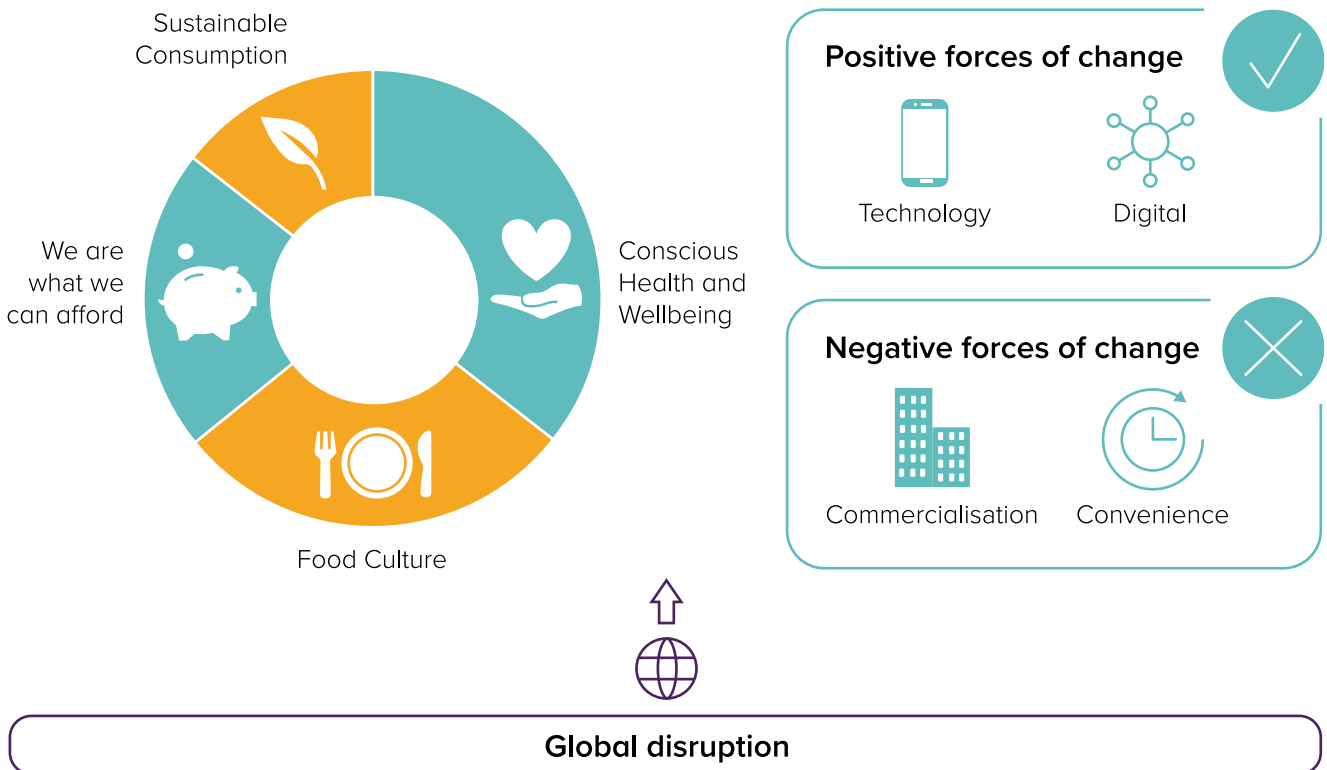 Sustainable
Consumption
We are
what we
can afford
Conscious
Health and
Wellbeing
Food Culture
Positive forces of change
Technology
Digital
Negative forces of change
Commercialisation
Convenience
Global disruption